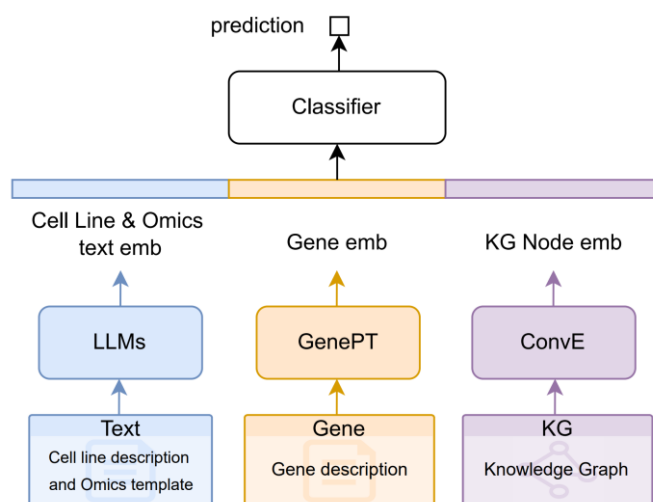 prediction
Classifier
Cell Line & Omics
text emb
Gene emb
KG Node emb
LLMs
GenePT
ConvE
Text
Cell line description
and Omics template
Gene
Gene description
KG
Knowledge Graph